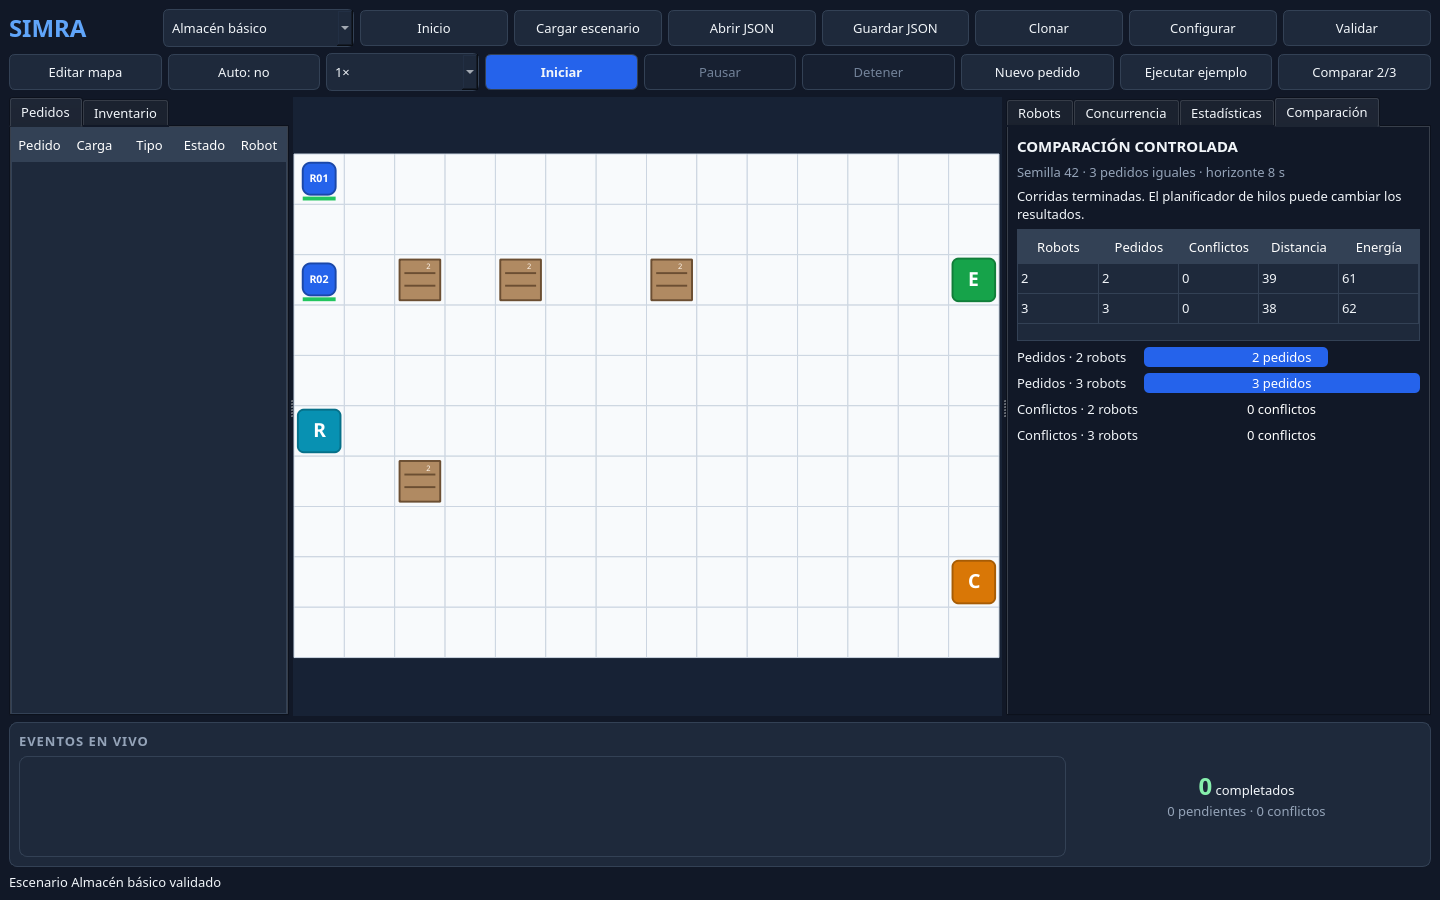 SIMRA Almacén básico Inicio Cargar escenario Abrir JSON Guardar JSON Clonar Configurar Validar
Editar mapa Auto: no 1× Iniciar Pausar Detener Nuevo pedido Ejecutar ejemplo Comparar 2/3
Pedidos Inventario
Pedido Carga Tipo Estado Robot
R01
R02 2 2 2 E
R
2
C
Robots Concurrencia Estadísticas Comparación
COMPARACIÓN CONTROLADA
Semilla 42 · 3 pedidos iguales · horizonte 8 s
Corridas terminadas. El planificador de hilos puede cambiar los
resultados.
Robots Pedidos Conflictos Distancia Energía
2 2 0 39 61
3 3 0 38 62
Pedidos · 2 robots 2 pedidos
Pedidos · 3 robots 3 pedidos
Conflictos · 2 robots 0 conflictos
Conflictos · 3 robots 0 conflictos
EVENTOS EN VIVO
0 completados
0 pendientes · 0 conflictos
Escenario Almacén básico validado